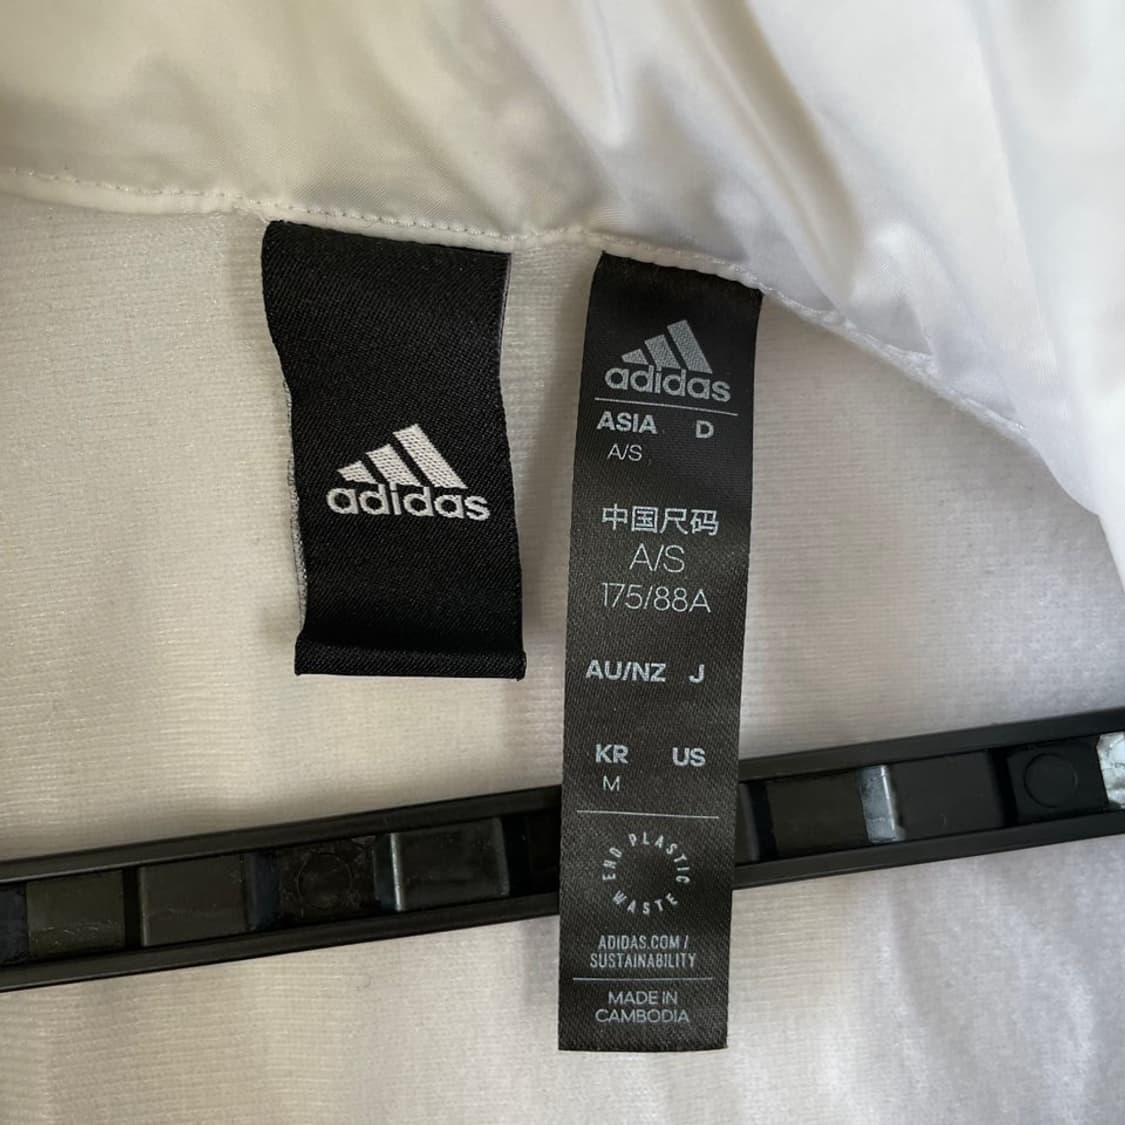 adidas
adidas
ASIA D
A/S
中国尺码
A/S
175/88A
AU/NZ J
KR US
M
END PLASTIC WASTE
ADIDAS.COM/
SUSTAINABILITY
MADE IN
CAMBODIA